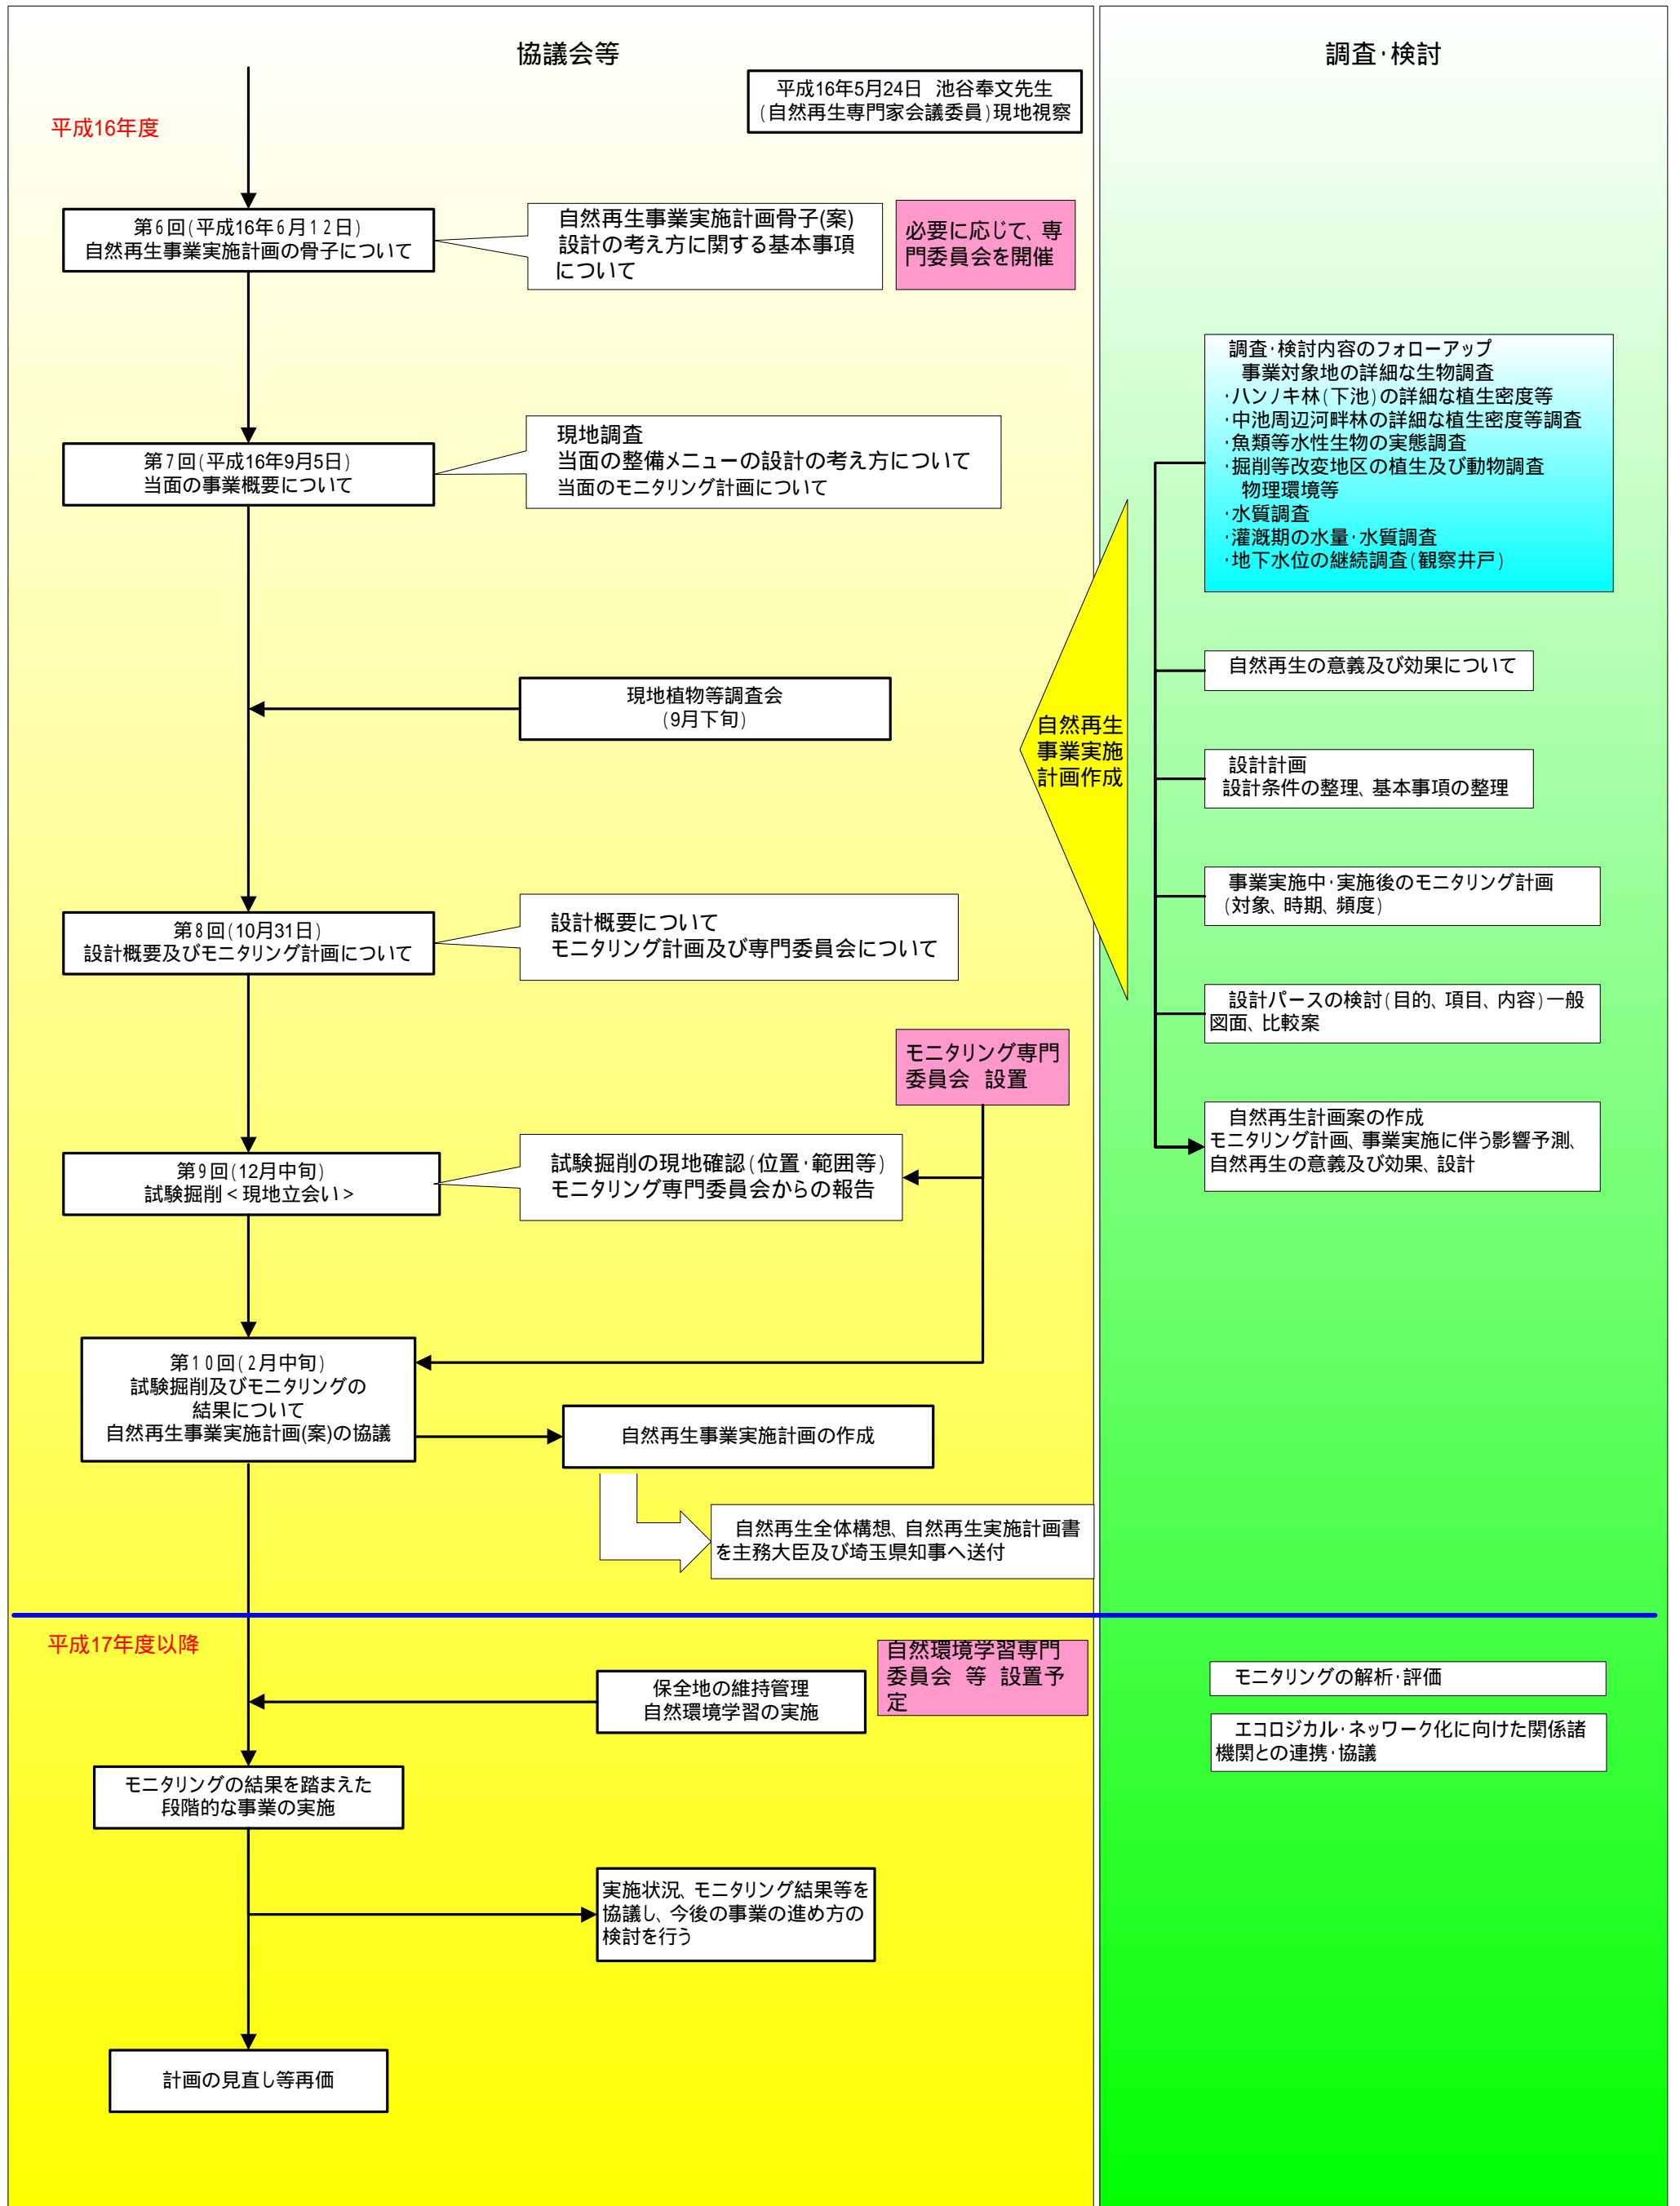 協議会等
平成16年5月24日 池谷奉文先生
(自然再生専門家会議委員)現地視察
平成16年度
第6回(平成16年6月12日)
自然再生事業実施計画の骨子について
自然再生事業実施計画骨子(案)
設計の考え方に関する基本事項
について
必要に応じて、専
門委員会を開催
第7回(平成16年9月5日)
当面の事業概要について
現地調査
当面の整備メニューの設計の考え方について
当面のモニタリング計画について
現地植物等調査会
(9月下旬)
自然再生
事業実施
計画作成
第8回(10月31日)
設計概要及びモニタリング計画について
設計概要について
モニタリング計画及び専門委員会について
モニタリング専門
委員会 設置
第9回(12月中旬)
試験掘削<現地立会い>
試験掘削の現地確認(位置・範囲等)
モニタリング専門委員会からの報告
第10回(2月中旬)
試験掘削及びモニタリングの
結果について
自然再生事業実施計画(案)の協議
自然再生事業実施計画の作成
自然再生全体構想、自然再生実施計画書
を主務大臣及び埼玉県知事へ送付
平成17年度以降
保全地の維持管理
自然環境学習の実施
自然環境学習専門
委員会 等 設置予
定
モニタリングの結果を踏まえた
段階的な事業の実施
実施状況、モニタリング結果等を
協議し、今後の事業の進め方の
検討を行う
計画の見直し等再価
調査・検討
調査・検討内容のフォローアップ
事業対象地の詳細な生物調査
・ハンノキ林(下池)の詳細な植生密度等
・中池周辺河畔林の詳細な植生密度等調査
・魚類等水性生物の実態調査
・掘削等改変地区の植生及び動物調査
物理環境等
・水質調査
・灌漑期の水量・水質調査
・地下水位の継続調査(観察井戸)
自然再生の意義及び効果について
設計計画
設計条件の整理、基本事項の整理
事業実施中・実施後のモニタリング計画
(対象、時期、頻度)
設計パースの検討(目的、項目、内容)一般
図面、比較案
自然再生計画案の作成
モニタリング計画、事業実施に伴う影響予測、
自然再生の意義及び効果、設計
モニタリングの解析・評価
エコロジカル・ネッワーク化に向けた関係諸
機関との連携・協議